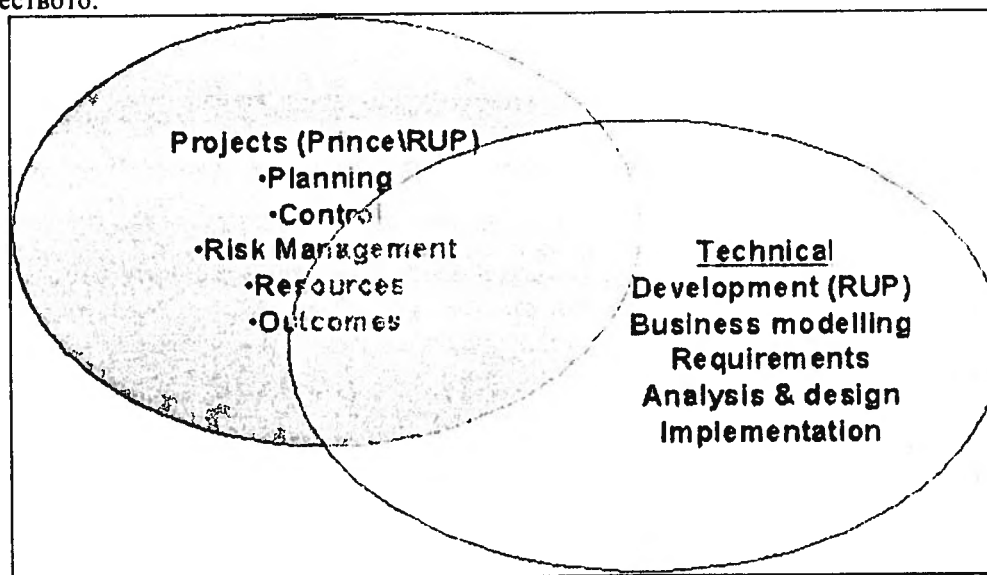 Projects (Prince\RUP)
•Planning
•Control
•Risk Management
•Resources
•Outcomes
Technical
Development (RUP)
Business modelling
Requirements
Analysis & design
Implementation